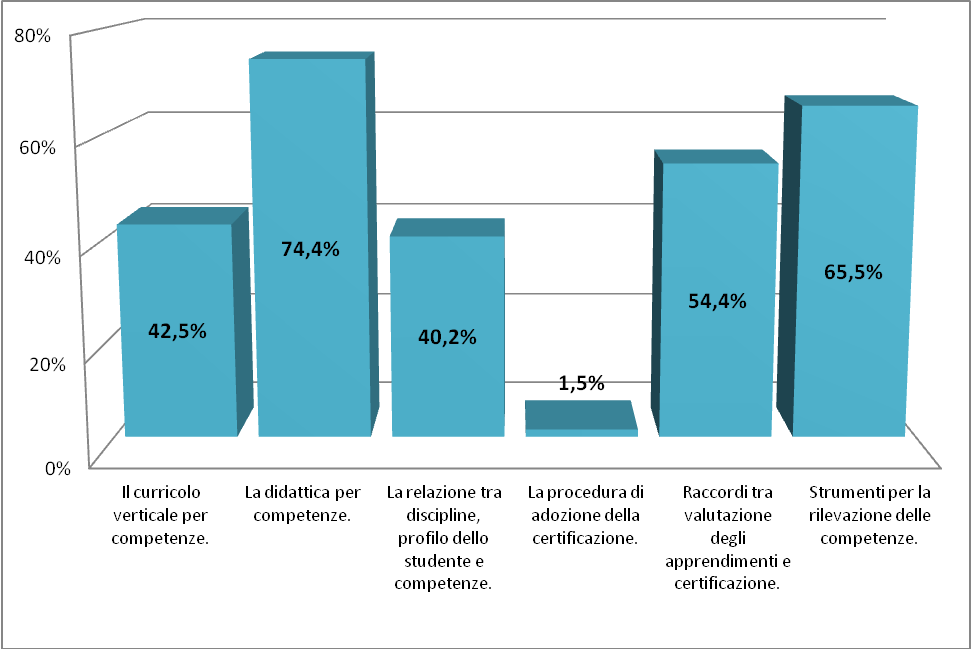 80%
60%
40%
20%
0%
42,5%
74,4%
40,2%
1,5%
54,4%
65,5%
Il curricolo
verticale per
competenze.
La didattica per
competenze.
La relazione tra
discipline,
profilo dello
studente e
competenze.
La procedura di
adozione della
certificazione.
Raccordi tra
valutazione
degli
apprendimenti e
certificazione.
Strumenti per la
rilevazione delle
competenze.